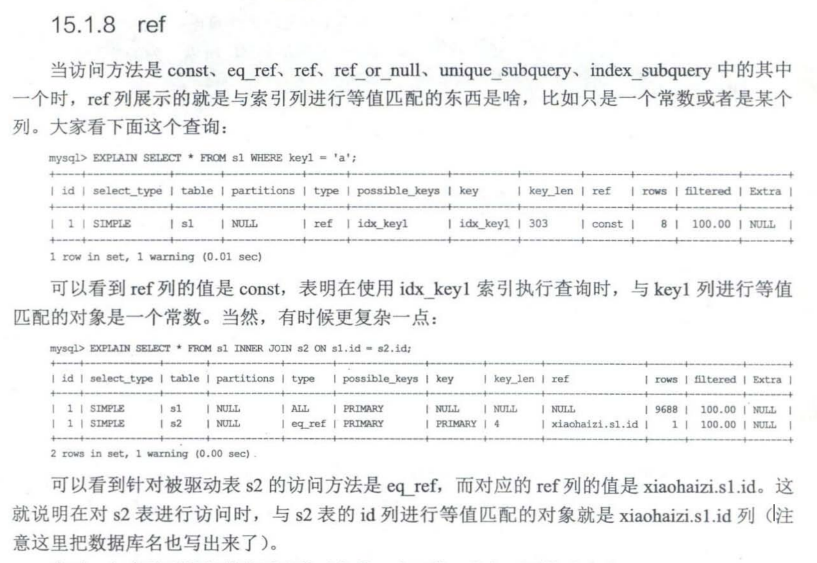 15.1.8 ref
当访问方法是 const、eq_ref、ref、ref_or_null、unique_subquery、index_subquery 中的其中
一个时，ref 列展示的就是与索引列进行等值匹配的东西是啥，比如只是一个常数或者是某个
列。大家看下面这个查询：
mysql> EXPLAIN SELECT * FROM s1 WHERE key1 = 'a';
| id | select_type | table | partitions | type | possible_keys | key | key_len | ref | rows | filtered | Extra |
| 1 | SIMPLE | s1 | NULL | ref | idx_key1 | idx_key1 | 303 | const | 8 | 100.00 | NULL |
1 row in set, 1 warning (0.01 sec)
可以看到 ref 列的值是 const，表明在使用 idx_key1 索引执行查询时，与 key1 列进行等值
匹配的对象是一个常数。当然，有时候更复杂一点：
mysql> EXPLAIN SELECT * FROM s1 INNER JOIN s2 ON s1.id = s2.id;
| id | select_type | table | partitions | type | possible_keys | key | key_len | ref | rows | filtered | Extra |
| 1 | SIMPLE | s1 | NULL | ALL | PRIMARY | NULL | NULL | NULL | 9688 | 100.00 | NULL |
| 1 | SIMPLE | s2 | NULL | eq_ref | PRIMARY | PRIMARY | 4 | xiaohaizi.s1.id | 1 | 100.00 | NULL |
2 rows in set, 1 warning (0.00 sec)
可以看到针对被驱动表 s2 的访问方法是 eq_ref，而对应的 ref 列的值是 xiaohaizi.s1.id。这
就说明在对 s2 表进行访问时，与 s2 表的 id 列进行等值匹配的对象就是 xiaohaizi.s1.id 列（注
意这里把数据库名也写出来了）。